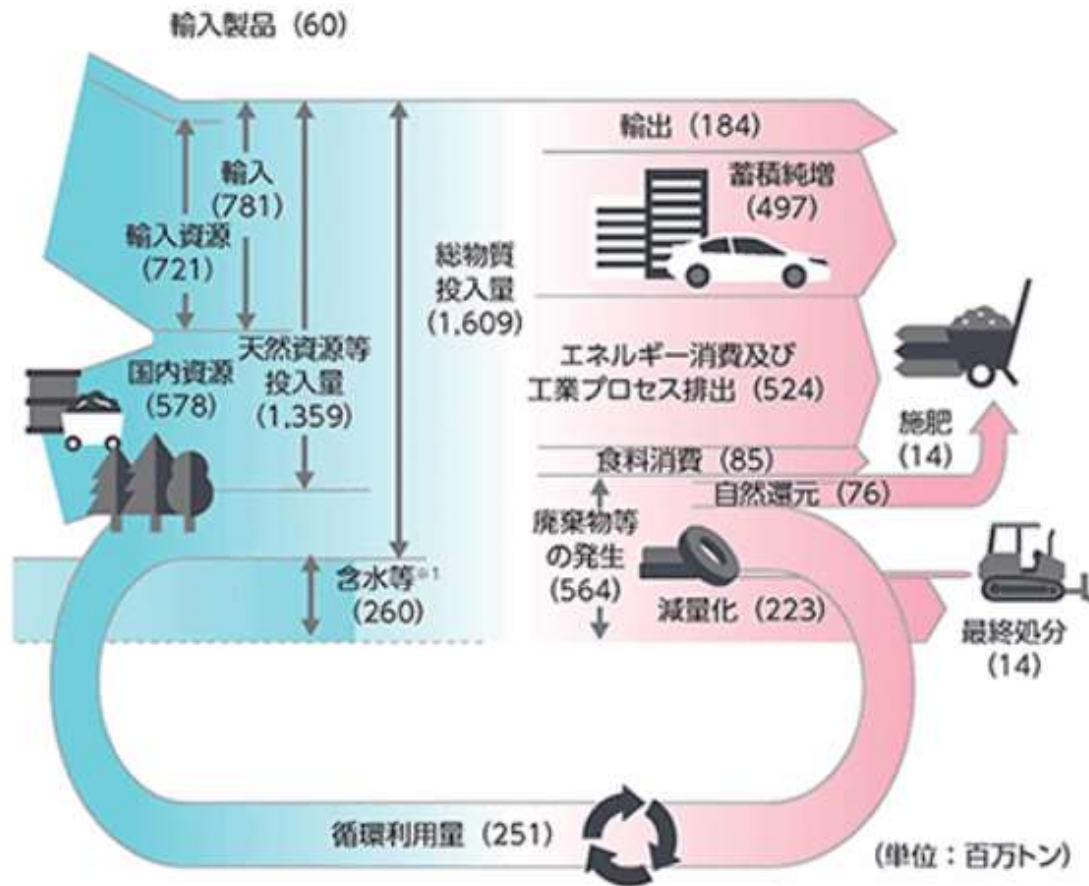 輸入製品 (60)
輸入
(781)
輸入資源
(721)
国内資源
(578)
天然資源等
投入量
(1,359)
総物質
投入量
(1,609)
含水等※1
(260)
輸出 (184)
蓄積純増
(497)
エネルギー消費及び
工業プロセス排出 (524)
食料消費 (85)
自然還元 (76)
施肥
(14)
廃棄物等
の発生
(564)
減量化 (223)
最終処分
(14)
循環利用量 (251)
(単位：百万トン)